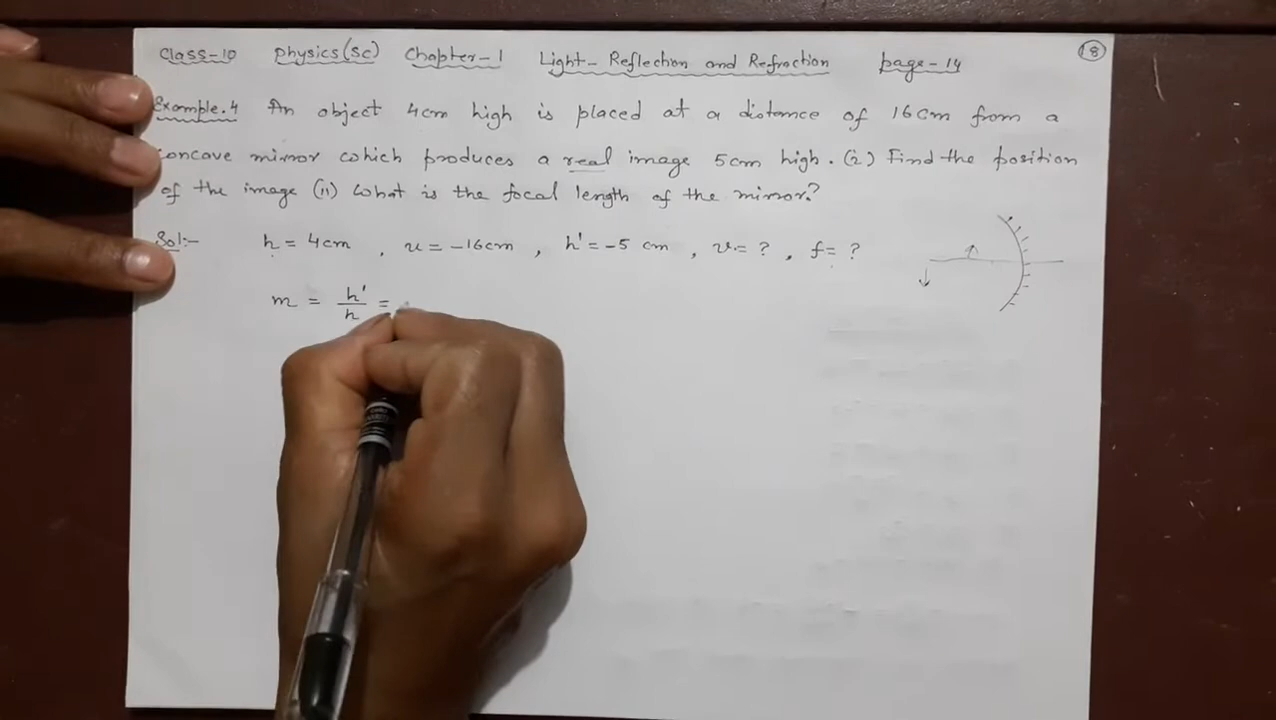 Class-10 Physics(SC) Chapter-1 Light-Reflection and Refraction page-14 18
Example.4 An object 4cm high is placed at a distance of 16cm from a
concave mirror which produces a real image 5cm high. (i) Find the position
of the image (ii) What is the focal length of the mirror?
Sol:- h = 4cm , u = -16cm , h' = -5 cm , v = ? , f = ?
m = h'/h =